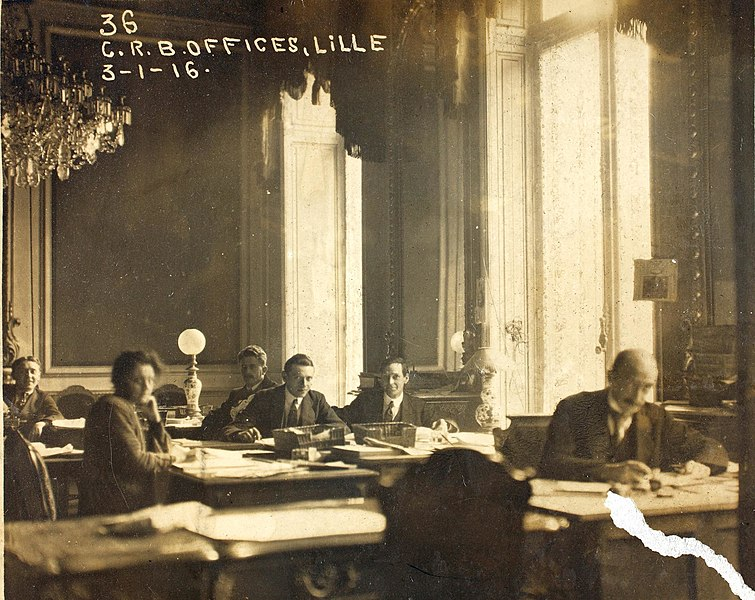 36
C.R.B. OFFICES, LiLLE
3-1-16.